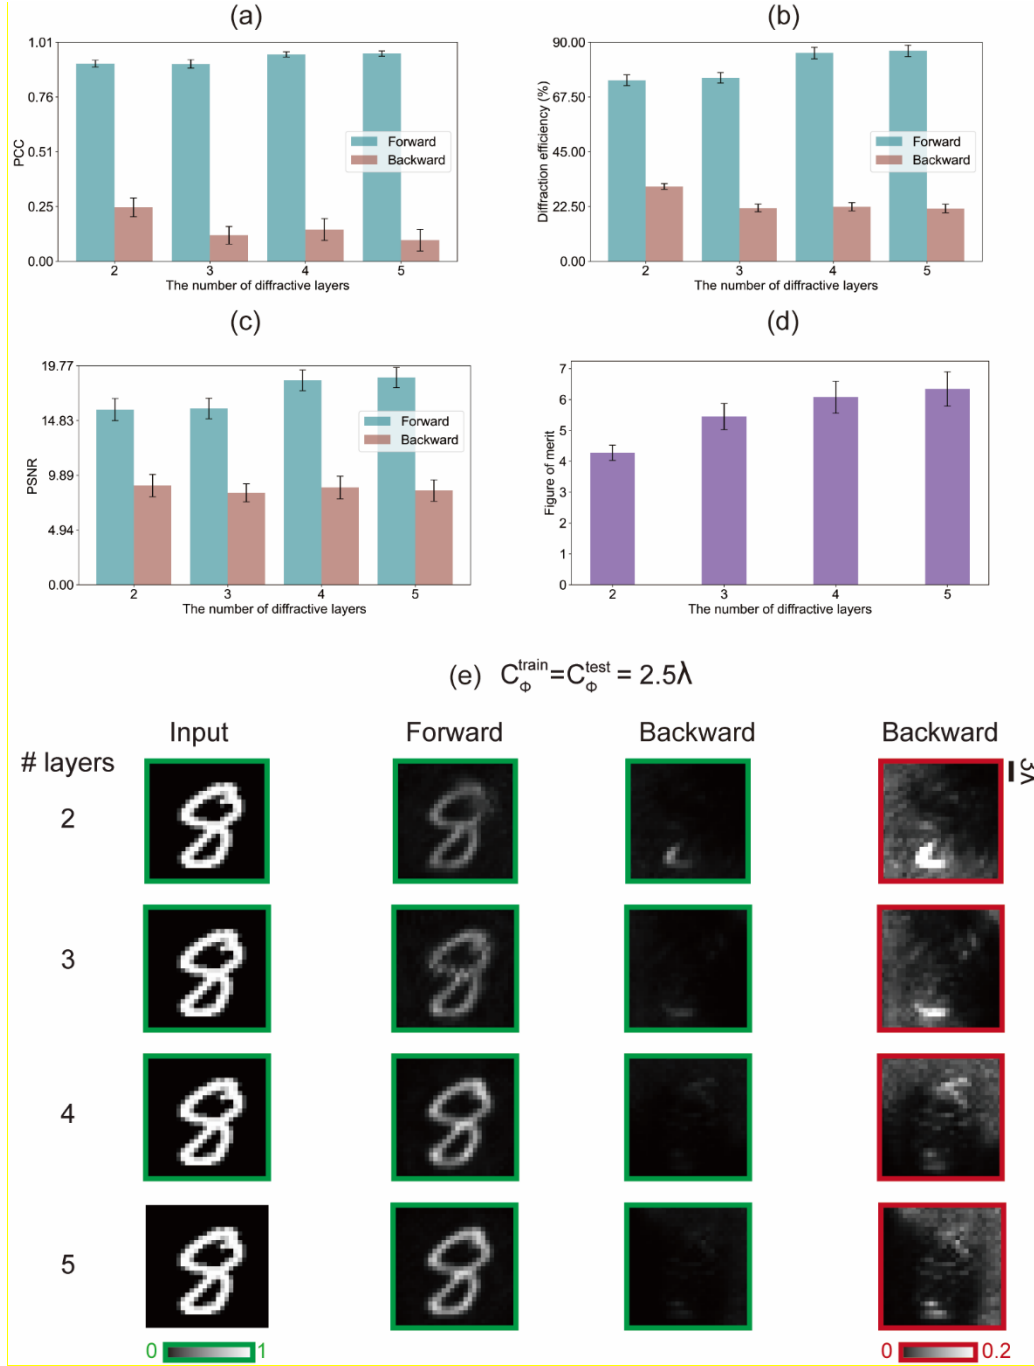 (a)
1.01
0.76
0.51
0.25
0.00
PCC
Forward
Backward
2 3 4 5
The number of diffractive layers
(b)
90.00
67.50
45.00
22.50
0.00
Diffraction efficiency (%)
Forward
Backward
2 3 4 5
The number of diffractive layers
(c)
19.77
14.83
9.89
4.94
0.00
PSNR
Forward
Backward
2 3 4 5
The number of diffractive layers
(d)
7
6
5
4
3
2
1
0
Figure of merit
2 3 4 5
The number of diffractive layers
(e) C_Φ^train = C_Φ^test = 2.5λ
Input Forward Backward Backward
# layers
3λ
2
3
4
5
0 1
0 0.2